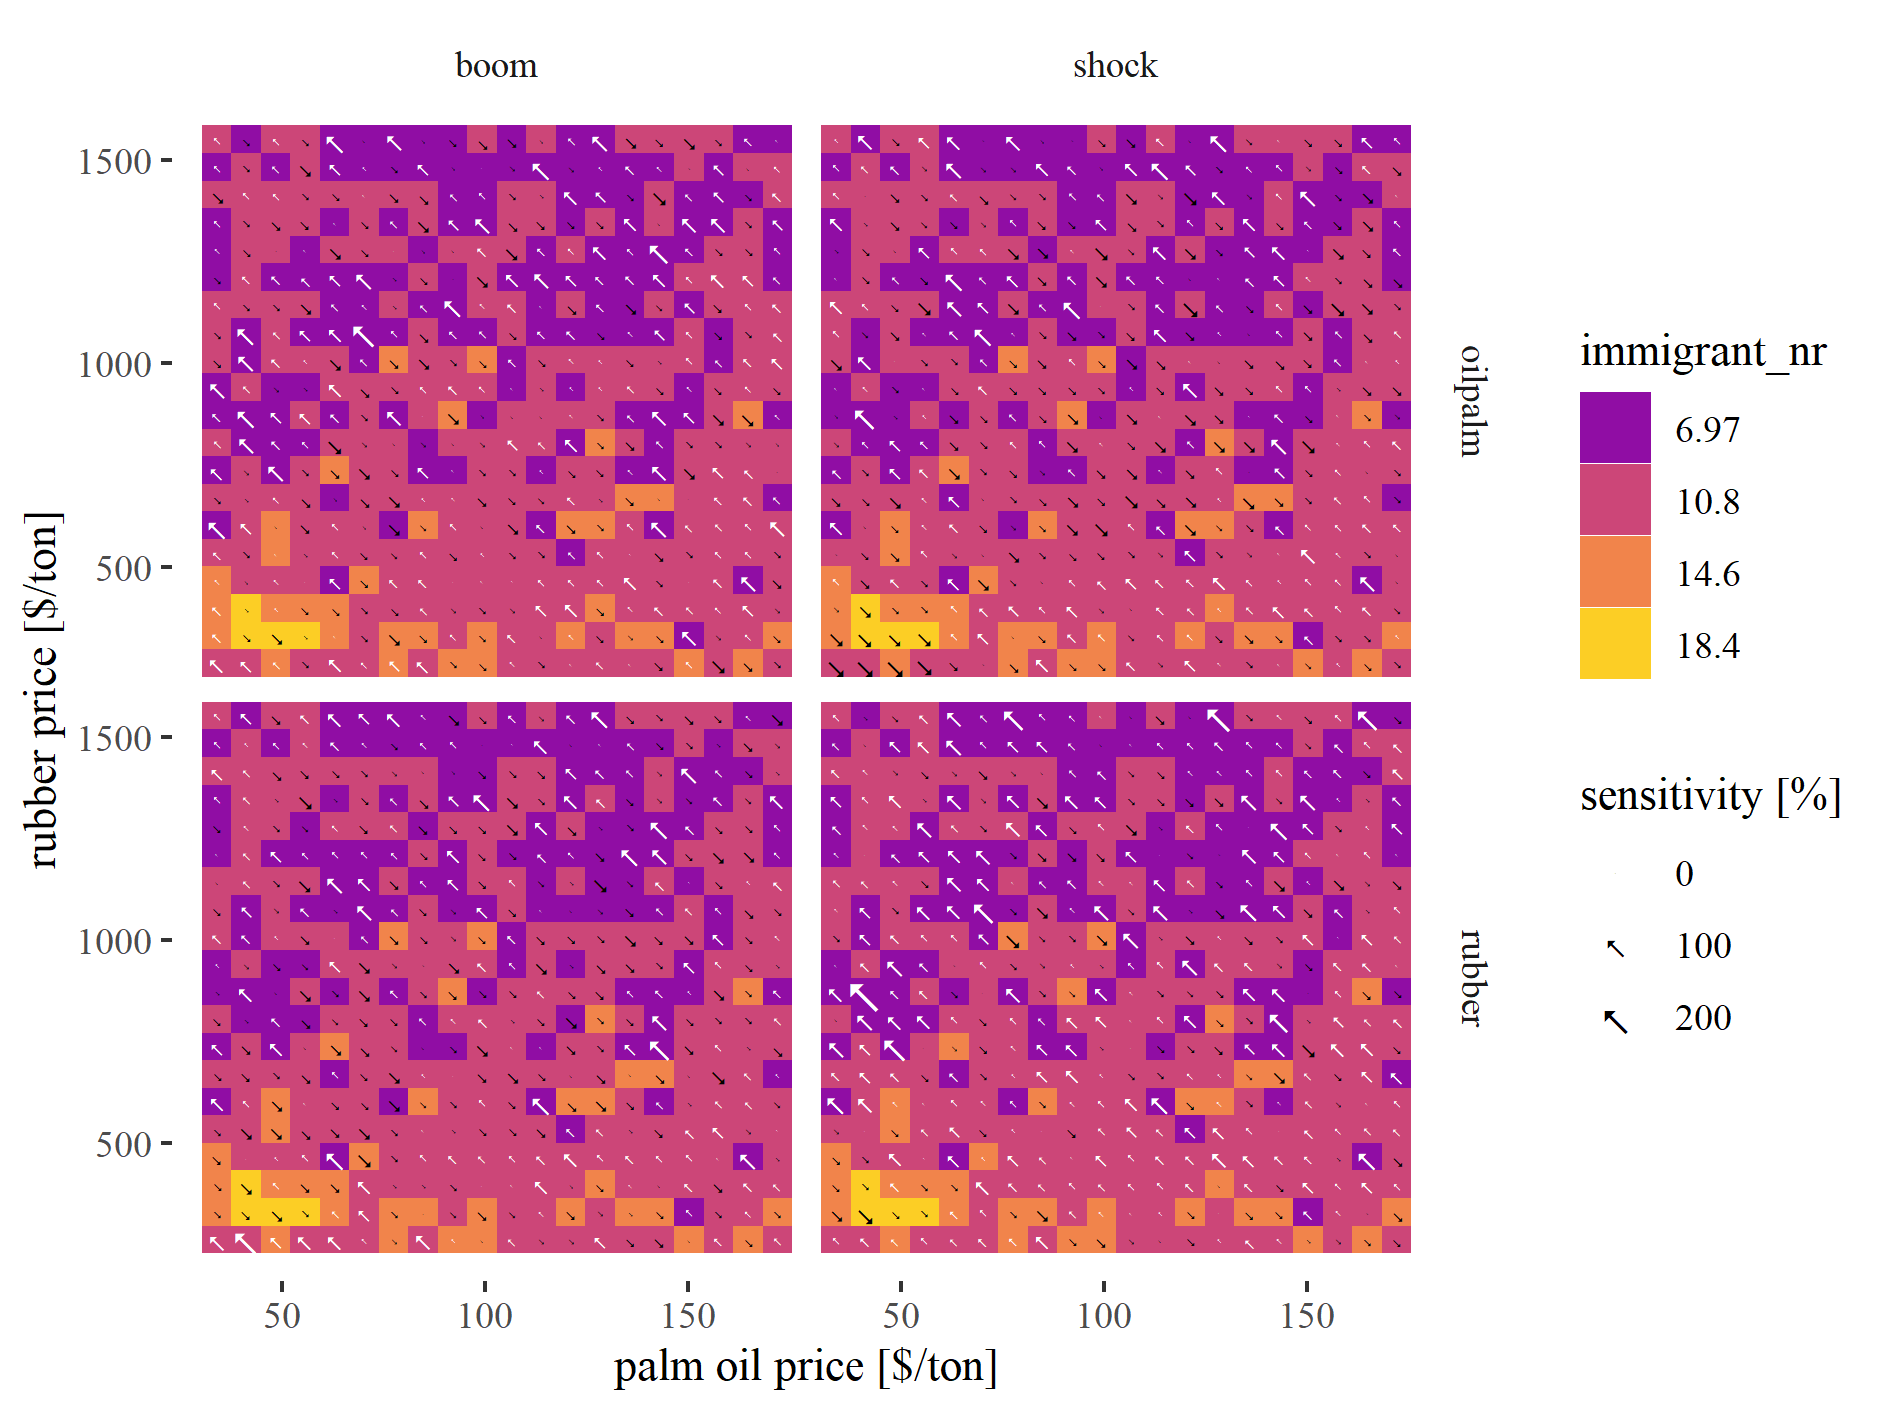 boom
shock
1500
1000
500
oilpalm
1500
1000
500
rubber
50
100
150
50
100
150
palm oil price [$/ton]
rubber price [$/ton]
immigrant_nr
6.97
10.8
14.6
18.4
sensitivity [%]
0
100
200